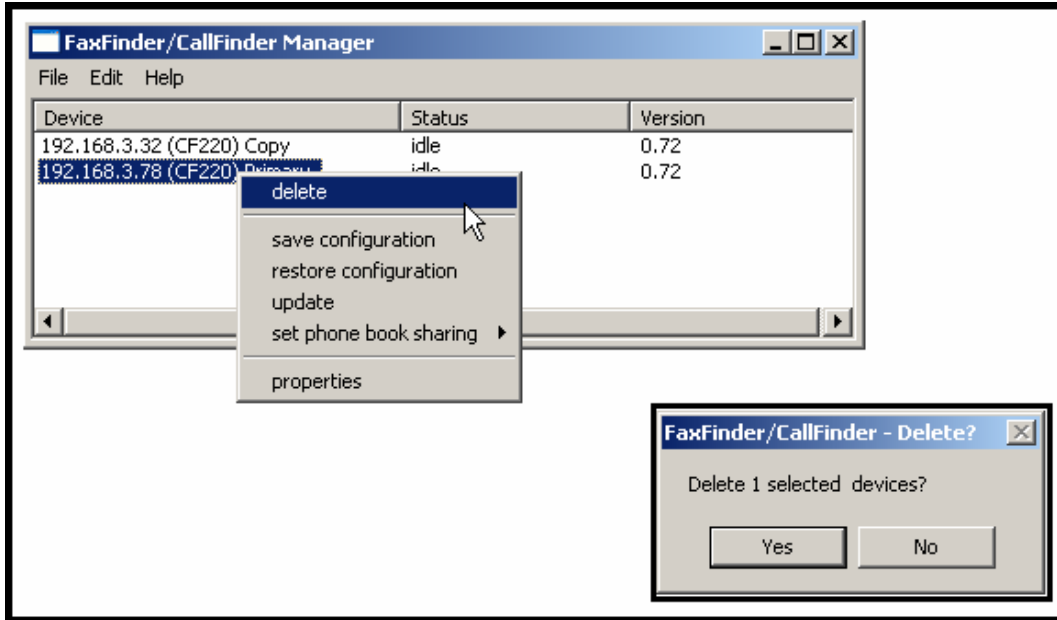 FaxFinder/CallFinder Manager
File Edit Help
Device Status Version
192.168.3.32 (CF220) Copy idle 0.72
192.168.3.78 (CF220) Primary idle 0.72
delete
save configuration
restore configuration
update
set phone book sharing
properties
FaxFinder/CallFinder - Delete?
Delete 1 selected devices?
Yes No